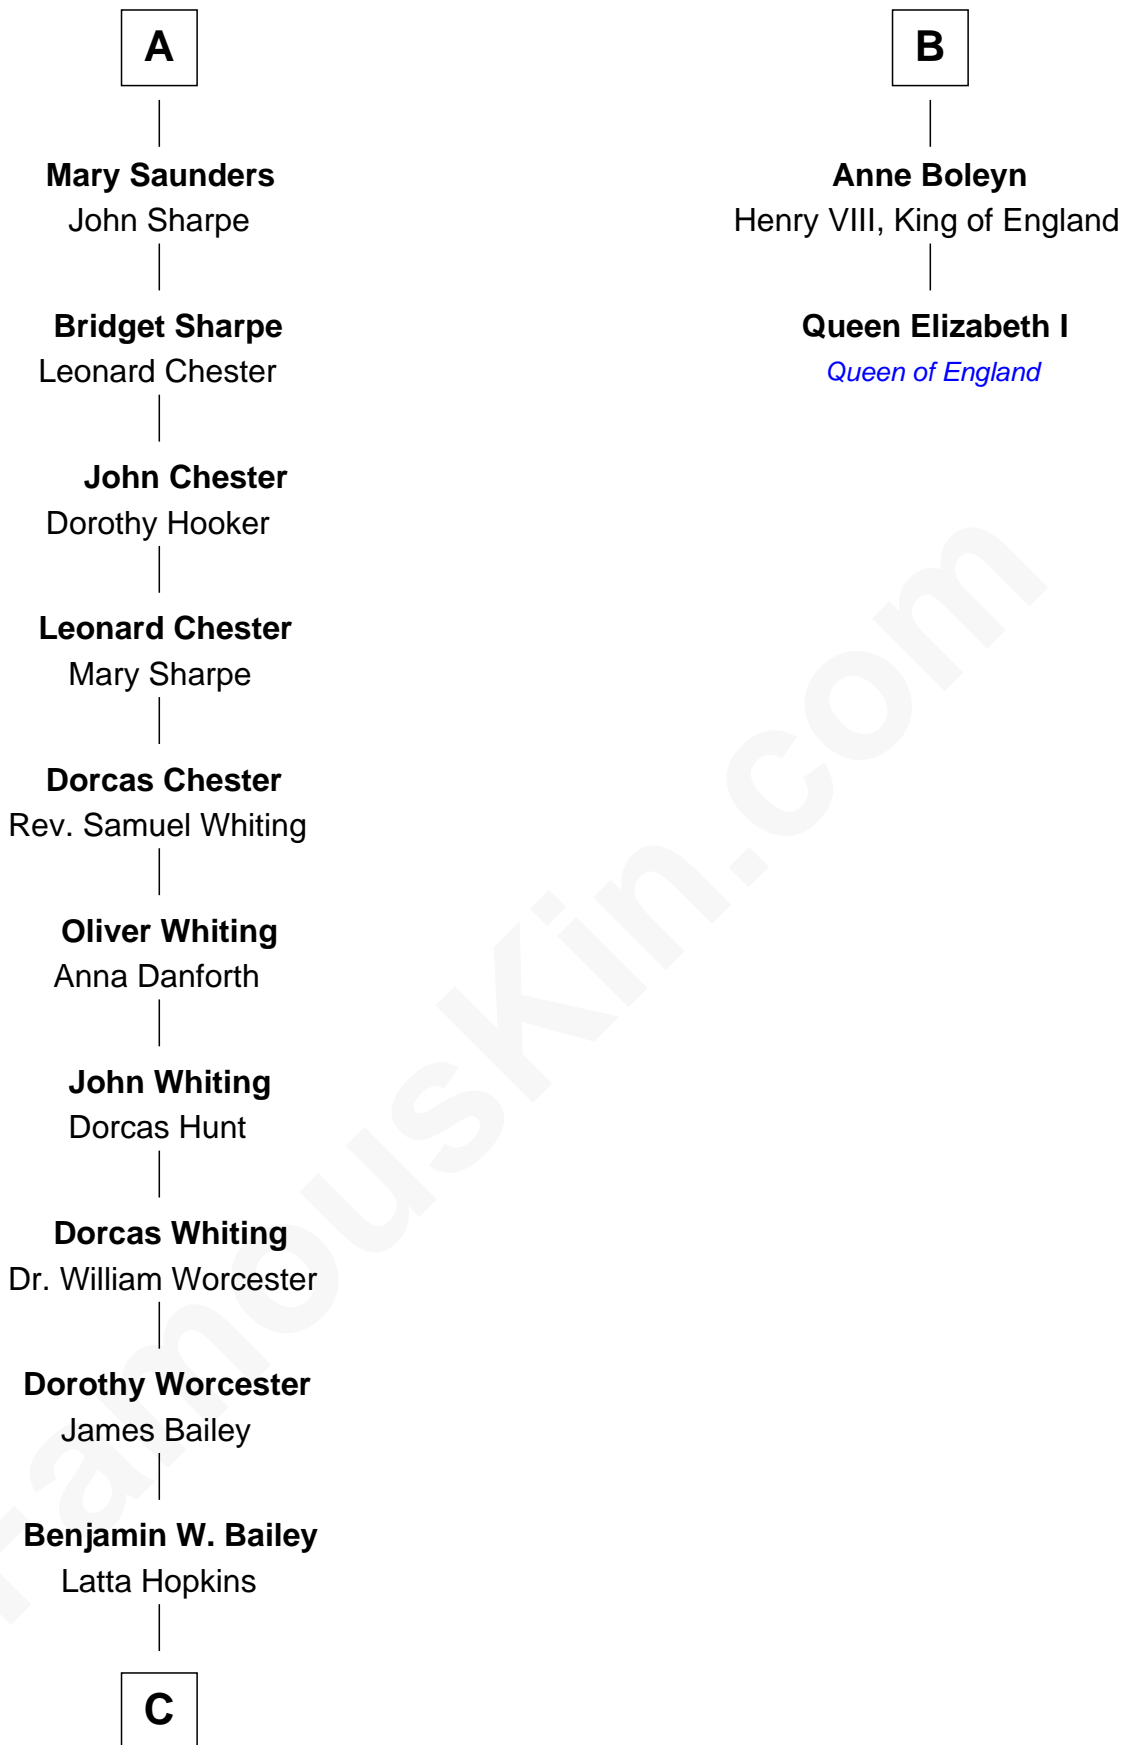 A
Mary Saunders
John Sharpe
Bridget Sharpe
Leonard Chester
John Chester
Dorothy Hooker
Leonard Chester
Mary Sharpe
Dorcas Chester
Rev. Samuel Whiting
Oliver Whiting
Anna Danforth
John Whiting
Dorcas Hunt
Dorcas Whiting
Dr. William Worcester
Dorothy Worcester
James Bailey
Benjamin W. Bailey
Latta Hopkins
C
B
Anne Boleyn
Henry VIII, King of England
Queen Elizabeth I
Queen of England
FamousKin.com